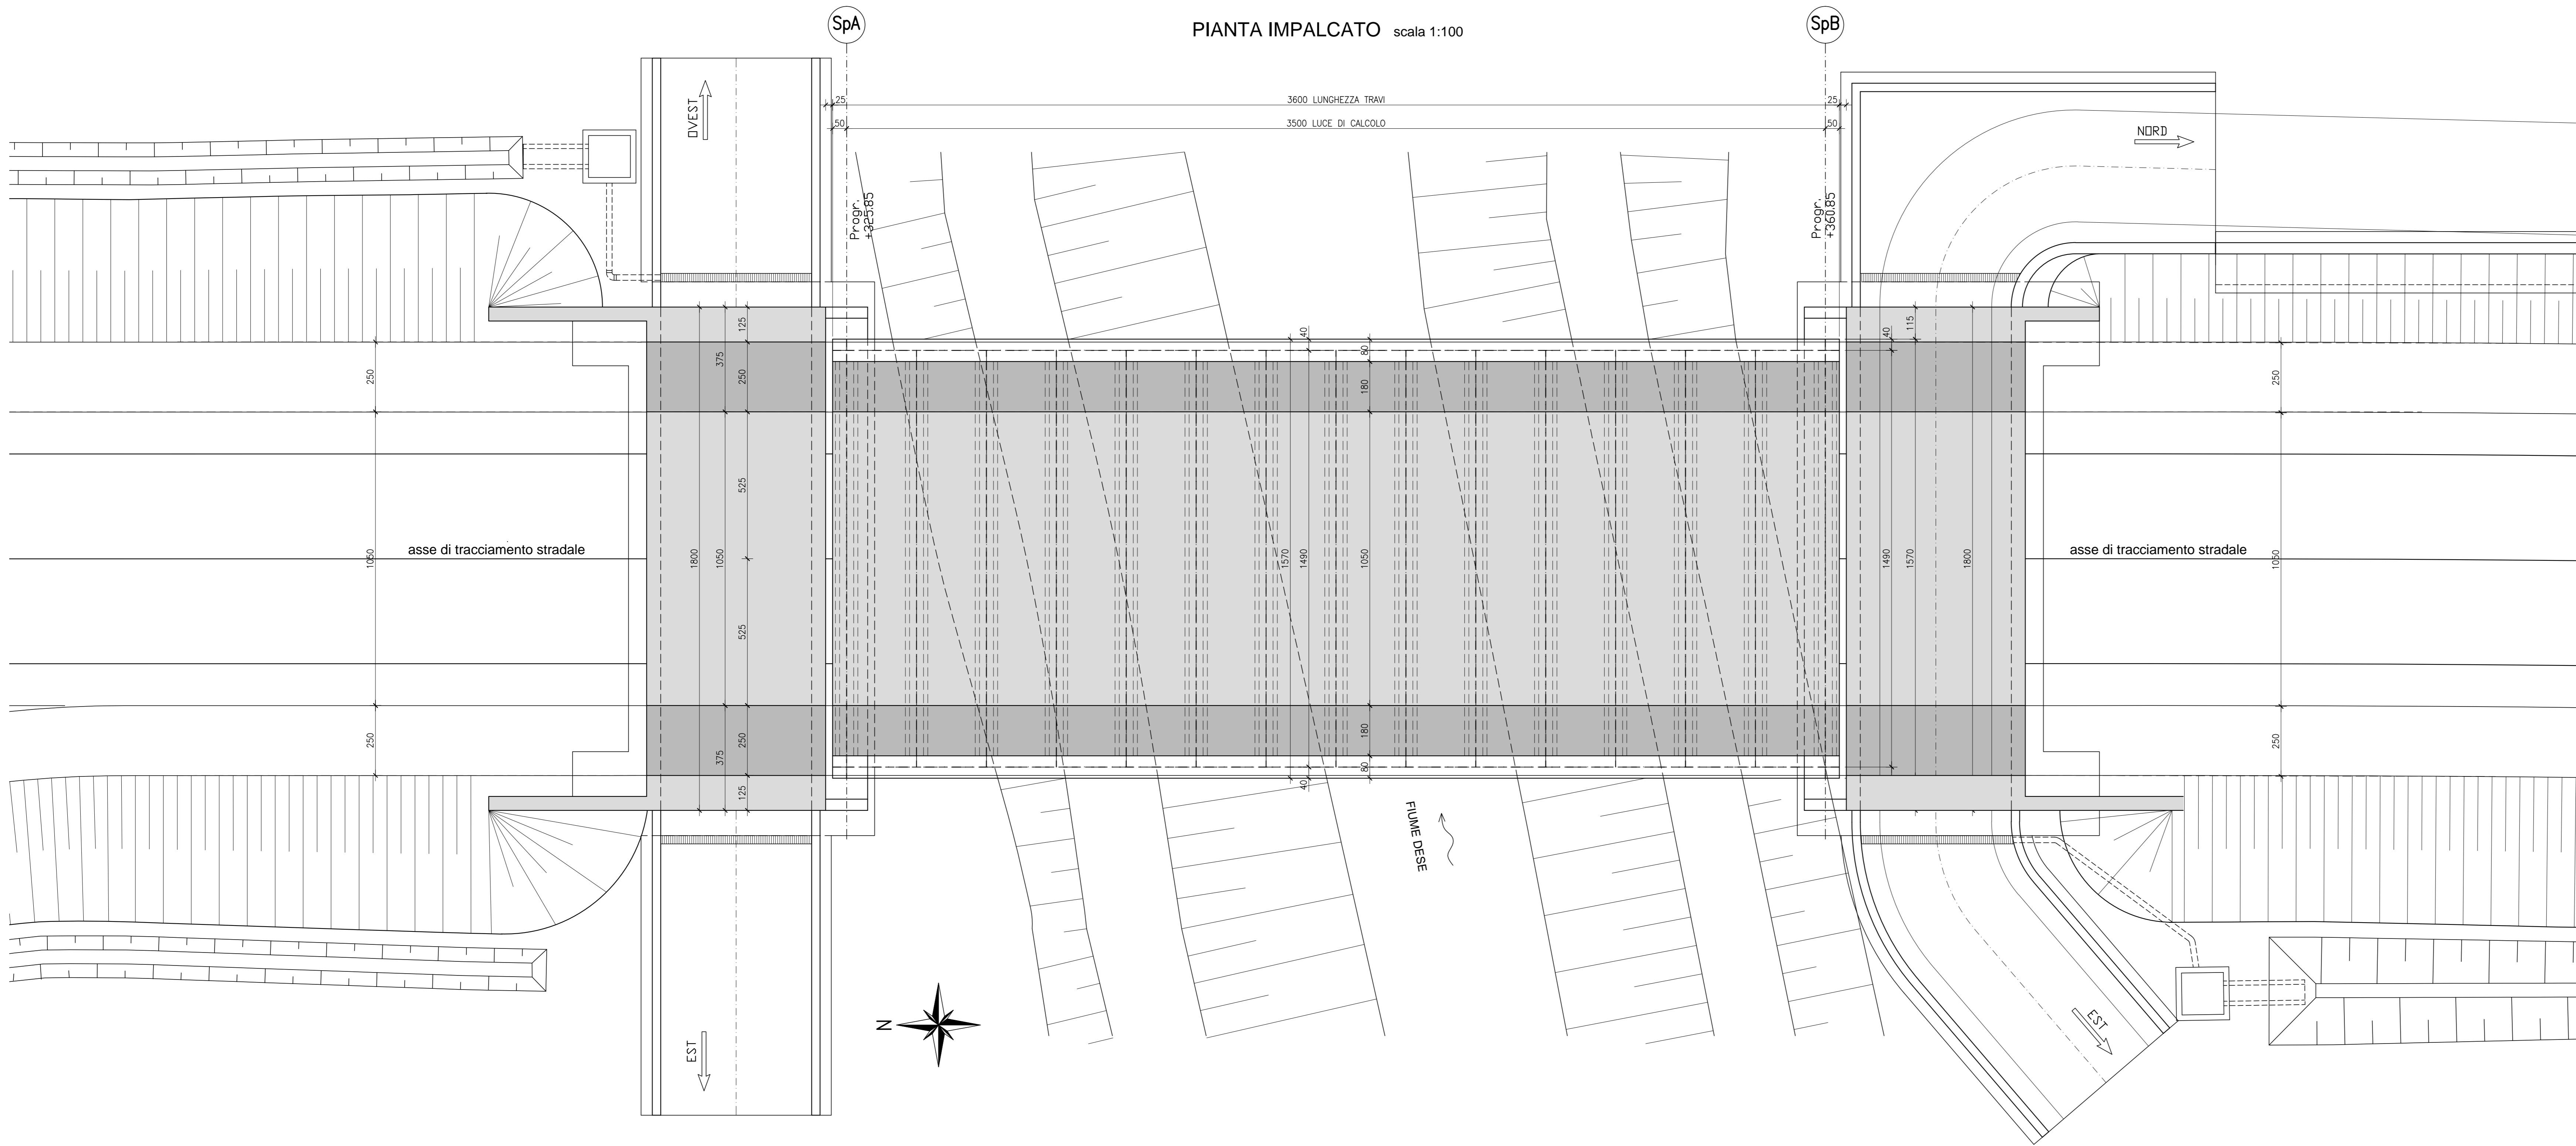 SpA
PIANTA IMPALCATO scala 1:100
SpB
OVEST
25
3600 LUNGHEZZA TRAVI
25
50
3500 LUCE DI CALCOLO
50
NORD
Progr.
+325.85
Progr.
+360.85
125
375
250
250
40
80
180
115
40
250
525
1050
asse di tracciamento stradale
1800
1050
1570
1490
1050
1490
1570
1800
asse di tracciamento stradale
1050
525
250
375
250
125
180
80
40
250
FIUME DESE
N
EST
EST